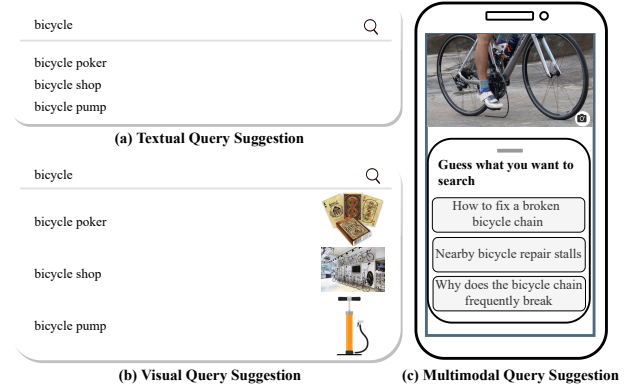 bicycle
bicycle poker
bicycle shop
bicycle pump
(a) Textual Query Suggestion
bicycle
bicycle poker
bicycle shop
bicycle pump
(b) Visual Query Suggestion
Guess what you want to
search
How to fix a broken
bicycle chain
Nearby bicycle repair stalls
Why does the bicycle chain
frequently break
(c) Multimodal Query Suggestion